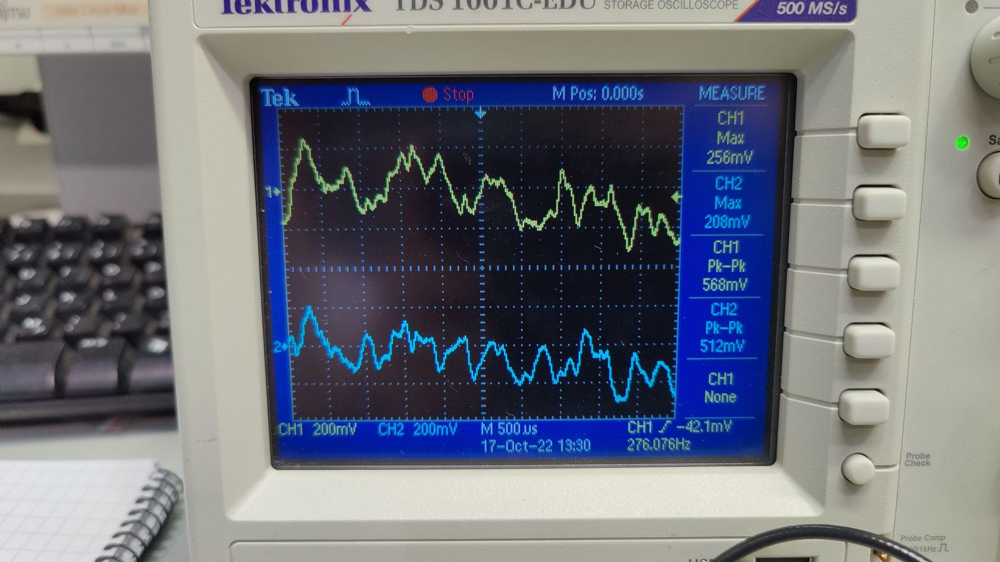 Tektronix TDS 1001C-EDU STORAGE OSCILLOSCOPE 500 MS/s
Tek Stop M Pos: 0.000s MEASURE
CH1
Max
256mV
CH2
Max
208mV
CH1
Pk-Pk
568mV
CH2
Pk-Pk
512mV
CH1
None
1
2
CH1 200mV CH2 200mV M 500us CH1 -42.1mV
17-Oct-22 13:30 276.076Hz
Probe
Check
Probe Comp
@1kHz